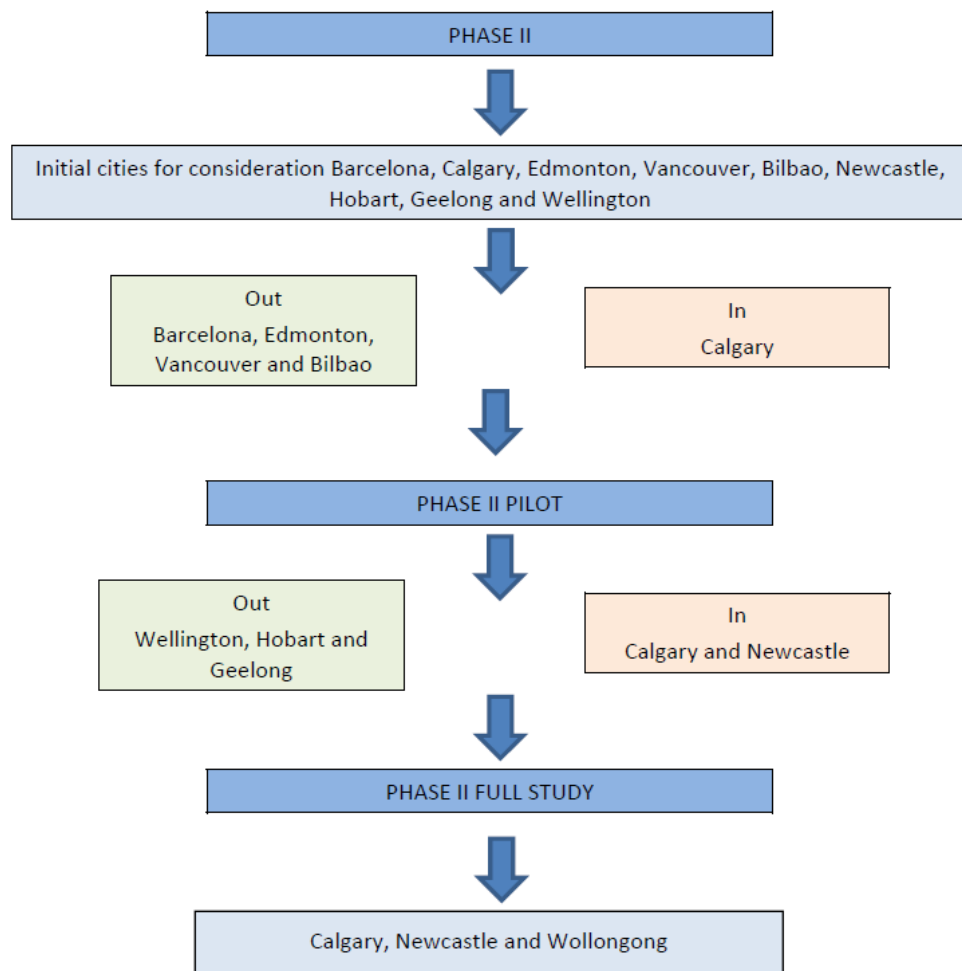 PHASE II
Initial cities for consideration Barcelona, Calgary, Edmonton, Vancouver, Bilbao, Newcastle,
Hobart, Geelong and Wellington
Out
Barcelona, Edmonton,
Vancouver and Bilbao
In
Calgary
PHASE II PILOT
Out
Wellington, Hobart and
Geelong
In
Calgary and Newcastle
PHASE II FULL STUDY
Calgary, Newcastle and Wollongong